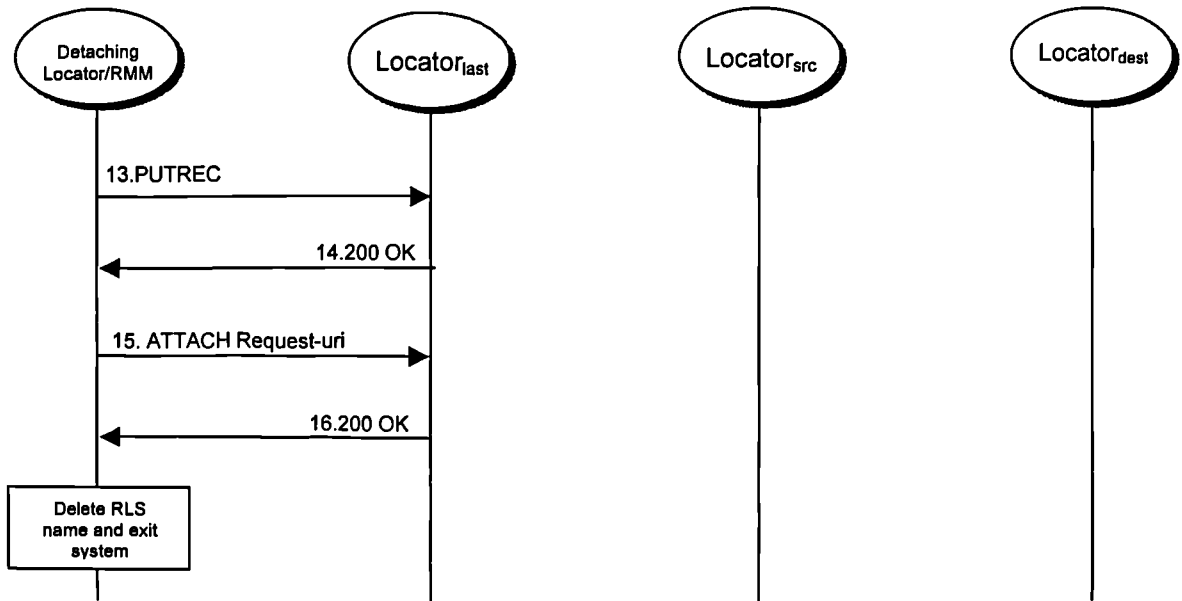 Detaching
Locator/RMM
Locatorlast
Locatorsrc
Locatordest
13.PUTREC
14.200 OK
15. ATTACH Request-uri
16.200 OK
Delete RLS
name and exit
system